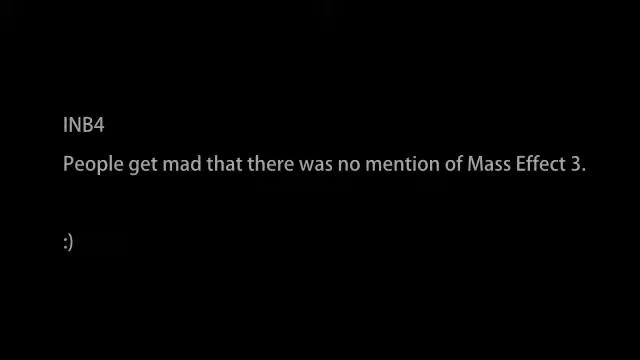 INB4
People get mad that there was no mention of Mass Effect 3.
:)